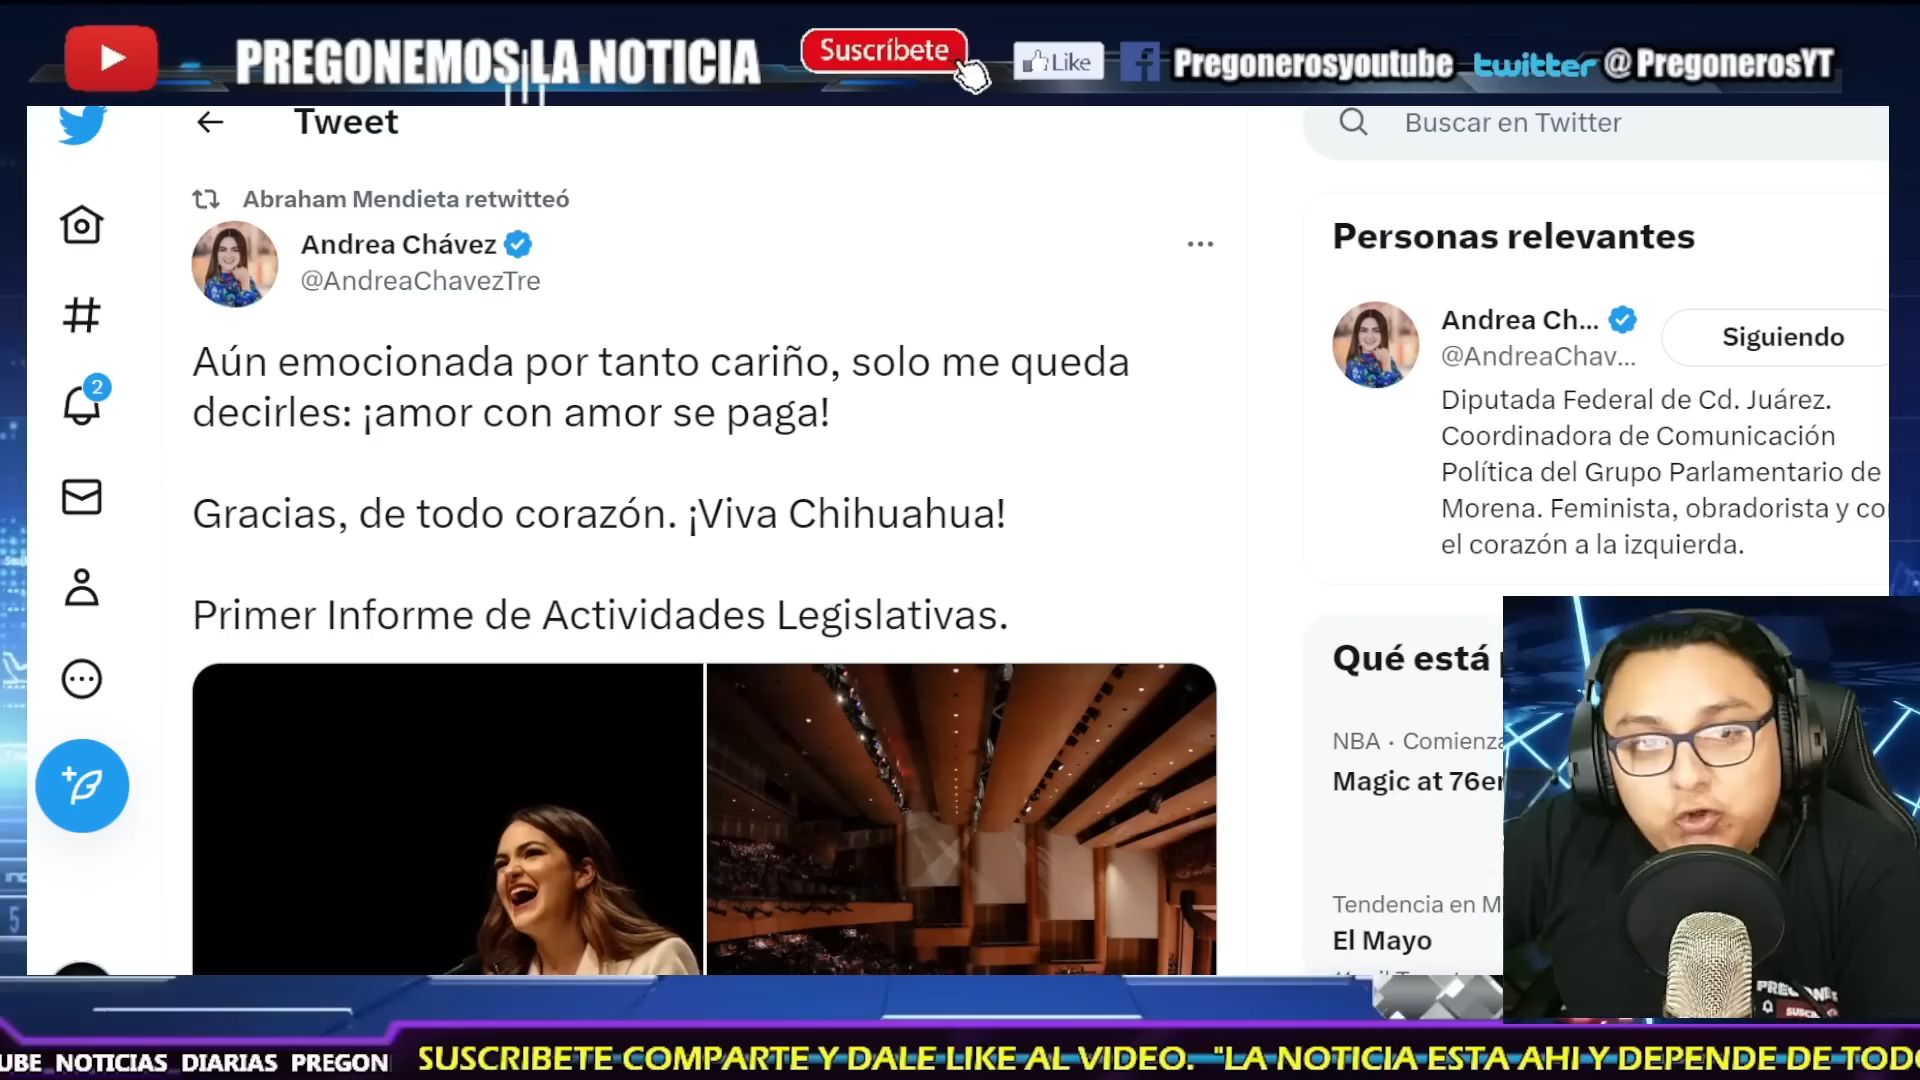 PREGONEMOS LA NOTICIA
Suscríbete
Like
Pregonerosyoutube
twitter @PregonerosYT
Tweet
Buscar en Twitter
Abraham Mendieta retwitteó
Andrea Chávez
@AndreaChavezTre
2
Aún emocionada por tanto cariño, solo me queda
decirles: ¡amor con amor se paga!
Gracias, de todo corazón. ¡Viva Chihuahua!
Primer Informe de Actividades Legislativas.
Personas relevantes
Andrea Ch...
@AndreaChav...
Siguiendo
Diputada Federal de Cd. Juárez.
Coordinadora de Comunicación
Política del Grupo Parlamentario de
Morena. Feminista, obradorista y co
el corazón a la izquierda.
Qué está
NBA · Comienza
Magic at 76er
Tendencia en M
El Mayo
UBE NOTICIAS DIARIAS PREGON
SUSCRIBETE COMPARTE Y DALE LIKE AL VIDEO. "LA NOTICIA ESTA AHI Y DEPENDE DE TODO